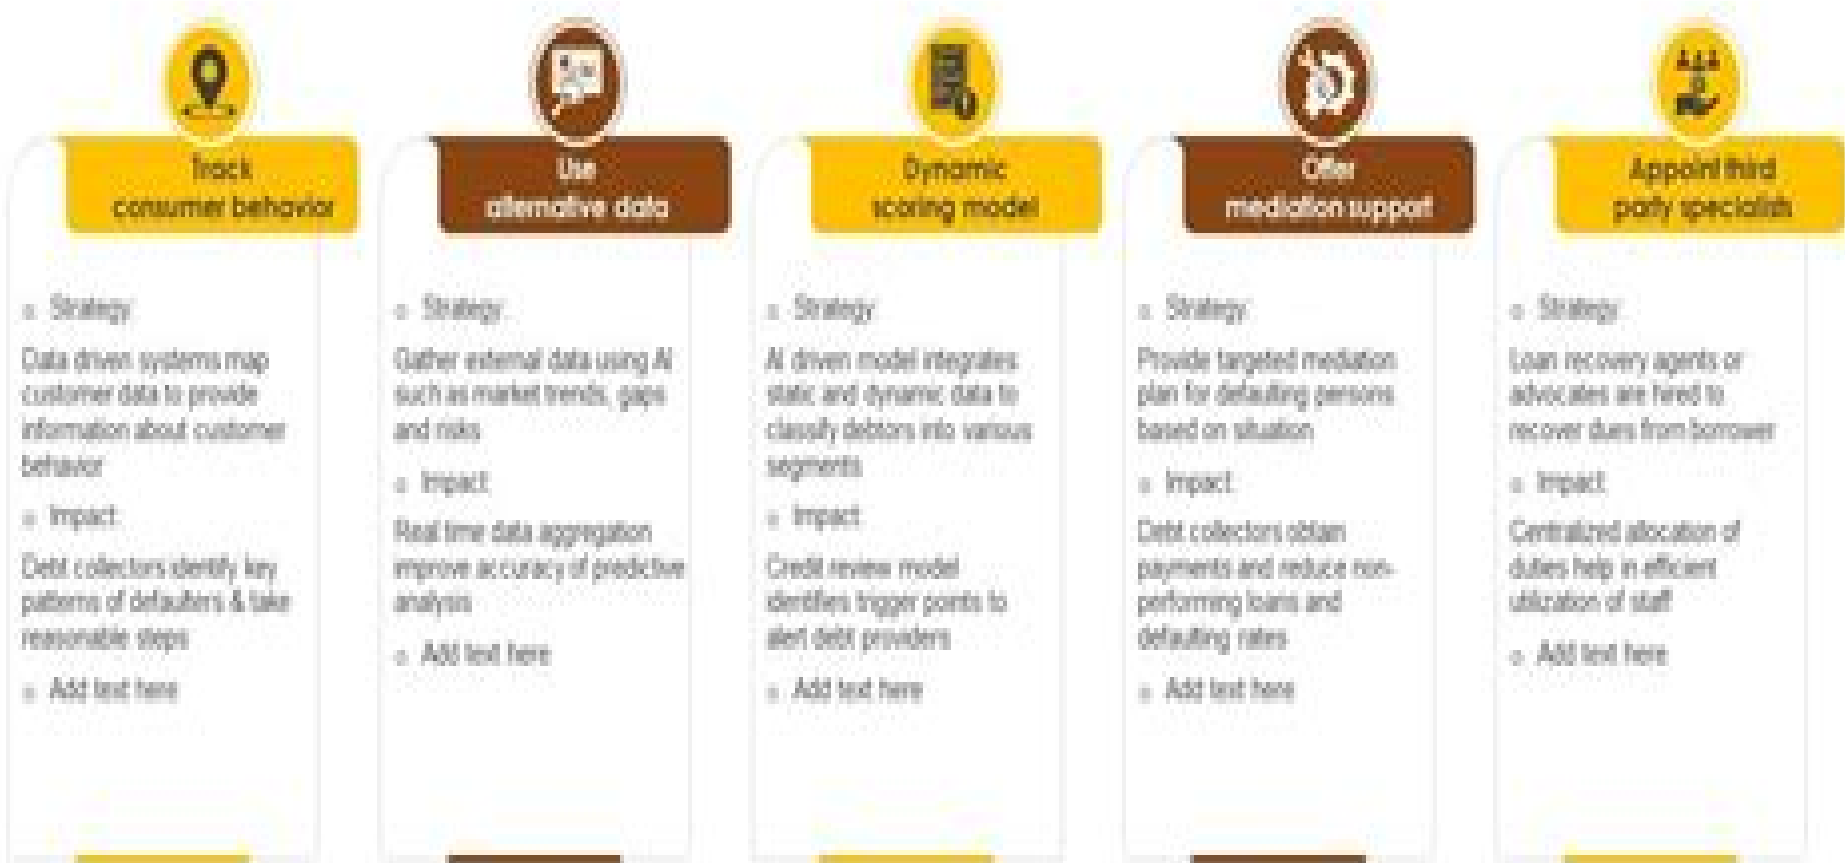 Track
consumer behavior
Strategy
Data driven systems map
customer data to provide
information about customer
behavior
Impact
Debt collectors identify key
patterns of defaulters & take
reasonable steps
Add text here
Use
alternative data
Strategy
Gather external data using AI
such as market trends, gaps
and risks
Impact
Real time data aggregation
improve accuracy of predictive
analysis
Add text here
Dynamic
scoring model
Strategy
AI driven model integrates
static and dynamic data to
classify debtors into various
segments
Impact
Credit review model
identifies trigger points to
alert debt providers
Add text here
Offer
mediation support
Strategy
Provide targeted mediation
plan for defaulting persons
based on situation
Impact
Debt collectors obtain
payments and reduce non-
performing loans and
defaulting rates
Add text here
Appoint third
party specialists
Strategy
Loan recovery agents or
advocates are hired to
recover dues from borrower
Impact
Centralized allocation of
duties help in efficient
utilization of staff
Add text here